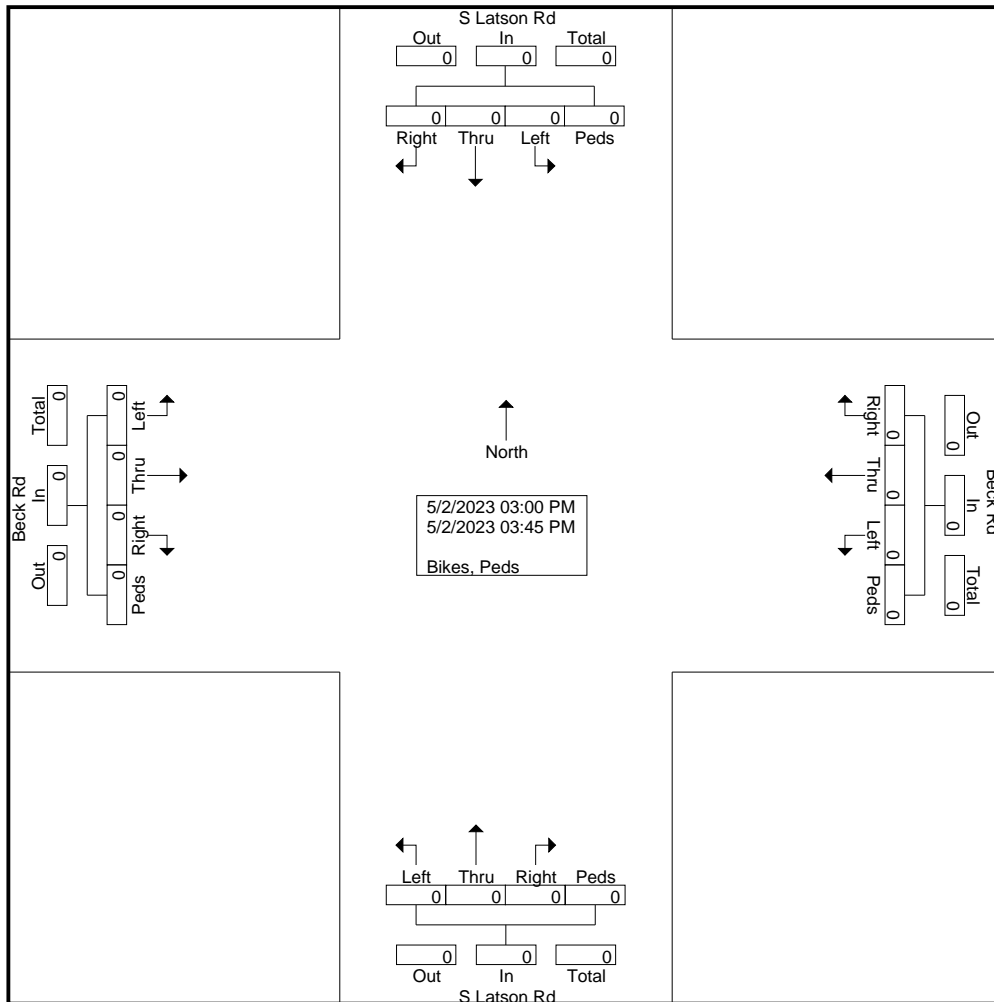 S Latson Rd
Out In Total
0 0 0
0 0 0 0
Right Thru Left Peds
Beck Rd
Total In Out
0 0 0
0 0 0 0
Left Thru Right Peds
North
5/2/2023 03:00 PM
5/2/2023 03:45 PM
Bikes, Peds
Right Thru Left Peds
0 0 0 0
0 0 0
Out In Total
Beck Rd
Left Thru Right Peds
0 0 0 0
0 0 0
Out In Total
S Latson Rd